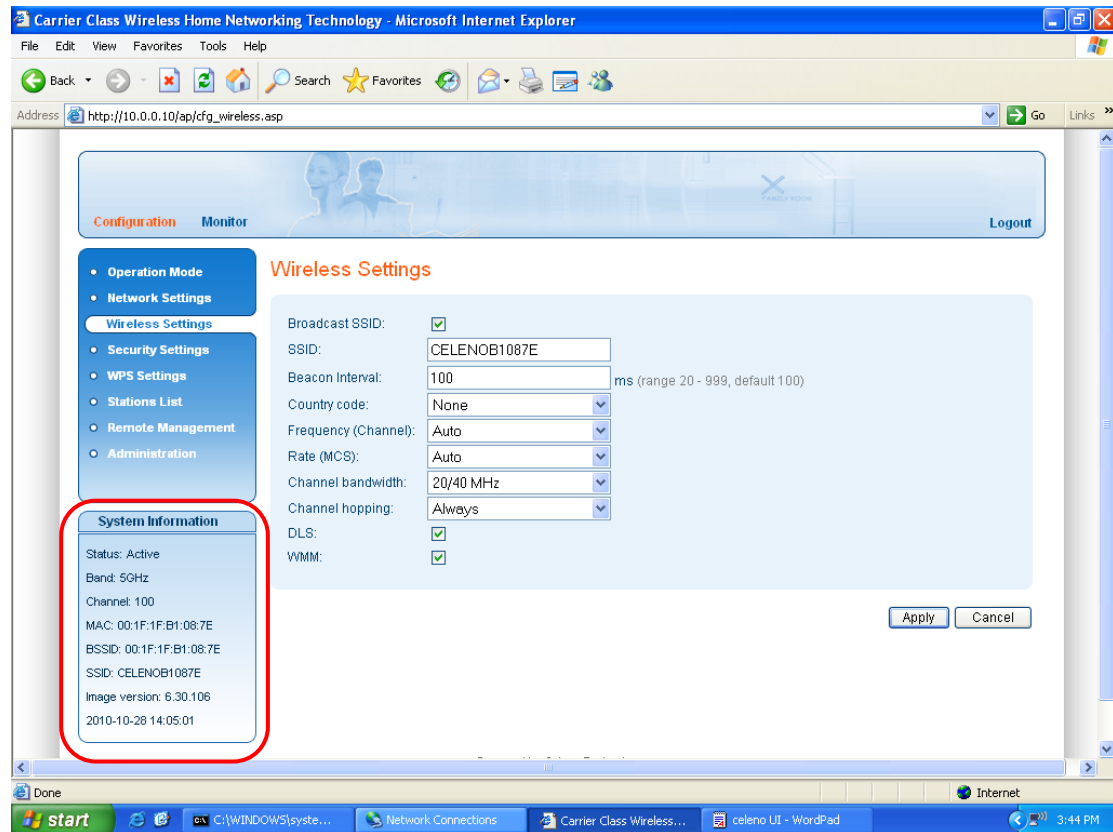 Carrier Class Wireless Home Networking Technology - Microsoft Internet Explorer
File Edit View Favorites Tools Help
Back Search Favorites
Address http://10.0.0.10/ap/cfg_wireless.asp Go Links »
FAMILY ROOM
Configuration Monitor Logout
Operation Mode
Network Settings
Wireless Settings
Security Settings
WPS Settings
Stations List
Remote Management
Administration
System Information
Status: Active
Band: 5GHz
Channel: 100
MAC: 00:1F:1F:B1:08:7E
BSSID: 00:1F:1F:B1:08:7E
SSID: CELENOB1087E
Image version: 6.30.106
2010-10-28 14:05:01
Wireless Settings
Broadcast SSID:
SSID: CELENOB1087E
Beacon Interval: 100 ms (range 20 - 999, default 100)
Country code: None
Frequency (Channel): Auto
Rate (MCS): Auto
Channel bandwidth: 20/40 MHz
Channel hopping: Always
DLS:
WMM:
Apply Cancel
Done Internet
start C:\WINDOWS\syste... Network Connections Carrier Class Wireless... celeno UI - WordPad 3:44 PM